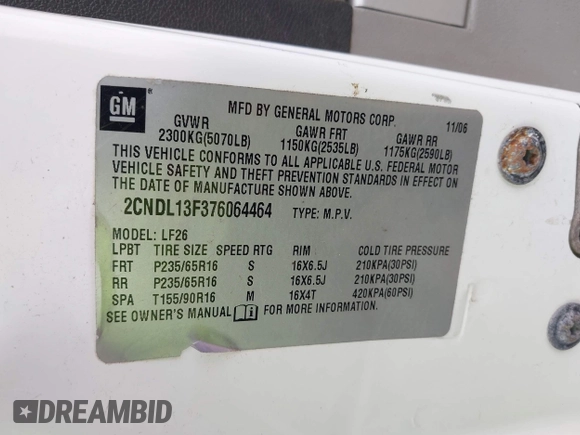 GM
MFD BY GENERAL MOTORS CORP. 11/06
GVWR GAWR FRT GAWR RR
2300KG(5070LB) 1150KG(2535LB) 1175KG(2590LB)
THIS VEHICLE CONFORMS TO ALL APPLICABLE U.S. FEDERAL MOTOR
VEHICLE SAFETY AND THEFT PREVENTION STANDARDS IN EFFECT ON
THE DATE OF MANUFACTURE SHOWN ABOVE.
2CNDL13F376064464 TYPE: M.P.V.
MODEL: LF26
LPBT TIRE SIZE SPEED RTG RIM COLD TIRE PRESSURE
FRT P235/65R16 S 16X6.5J 210KPA(30PSI)
RR P235/65R16 S 16X6.5J 210KPA(30PSI)
SPA T155/90R16 M 16X4T 420KPA(60PSI)
SEE OWNER'S MANUAL FOR MORE INFORMATION.
DREAMBID